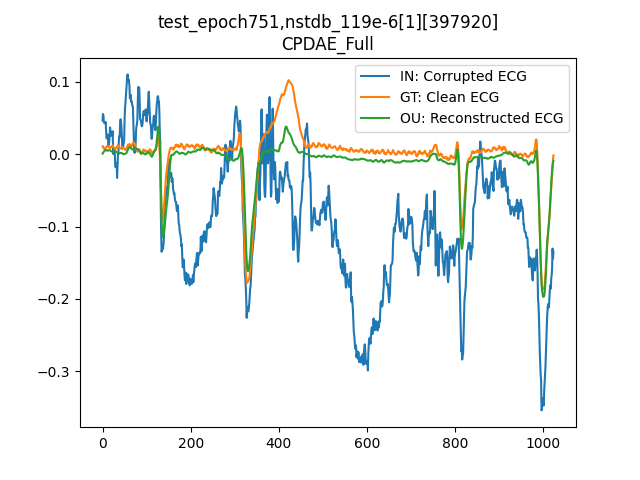 test_epoch751,nstdb_119e-6[1][397920]
CPDAE_Full
IN: Corrupted ECG
GT: Clean ECG
OU: Reconstructed ECG
0.1
0.0
−0.1
−0.2
−0.3
0 200 400 600 800 1000